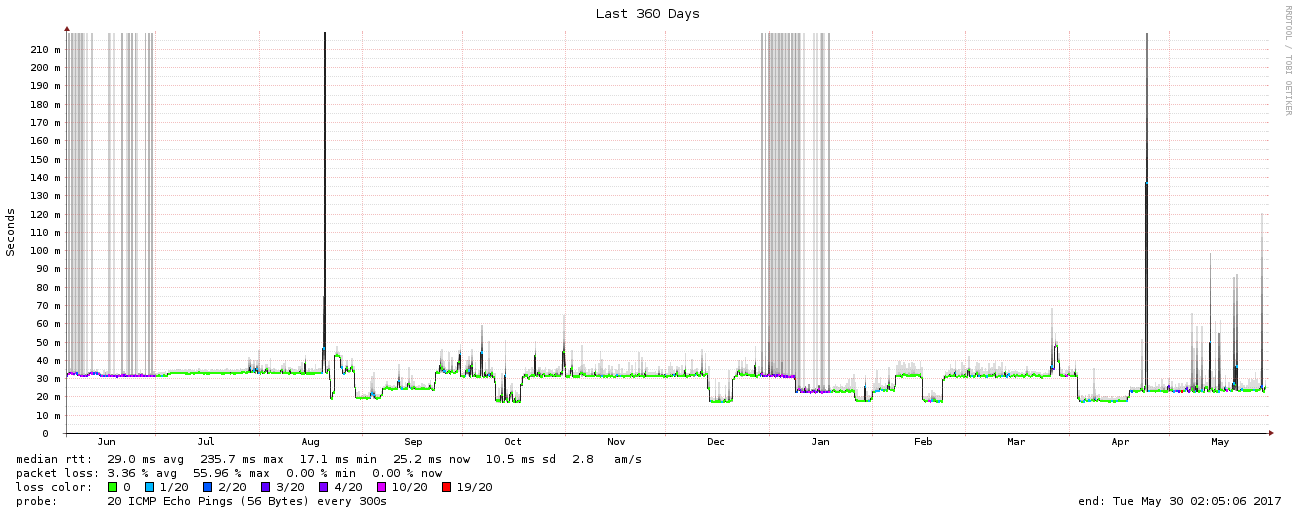 Last 360 Days
RRDTOOL / TOBI OETIKER
Seconds
210 m
200 m
190 m
180 m
170 m
160 m
150 m
140 m
130 m
120 m
110 m
100 m
90 m
80 m
70 m
60 m
50 m
40 m
30 m
20 m
10 m
0
Jun Jul Aug Sep Oct Nov Dec Jan Feb Mar Apr May
median rtt: 29.0 ms avg 235.7 ms max 17.1 ms min 25.2 ms now 10.5 ms sd 2.8 am/s
packet loss: 3.36 % avg 55.96 % max 0.00 % min 0.00 % now
loss color: 0 1/20 2/20 3/20 4/20 10/20 19/20
probe: 20 ICMP Echo Pings (56 Bytes) every 300s end: Tue May 30 02:05:06 2017